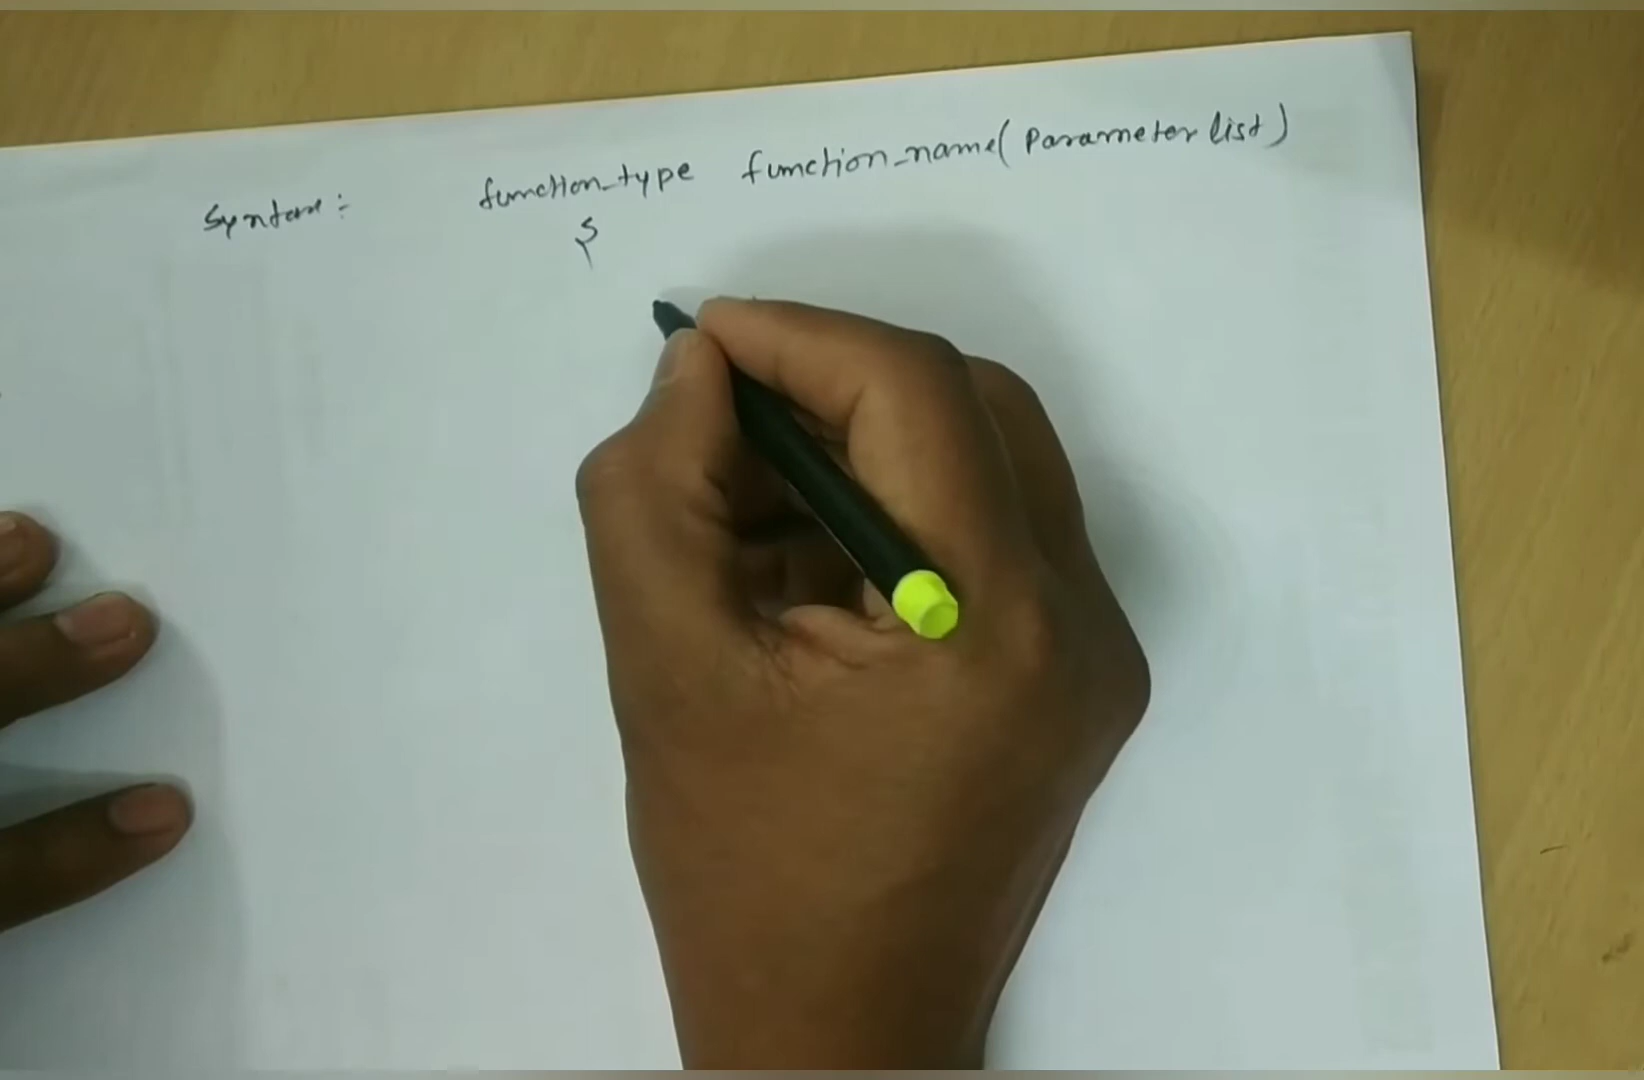 Syntax :- function_type function_name( Parameter list )
{